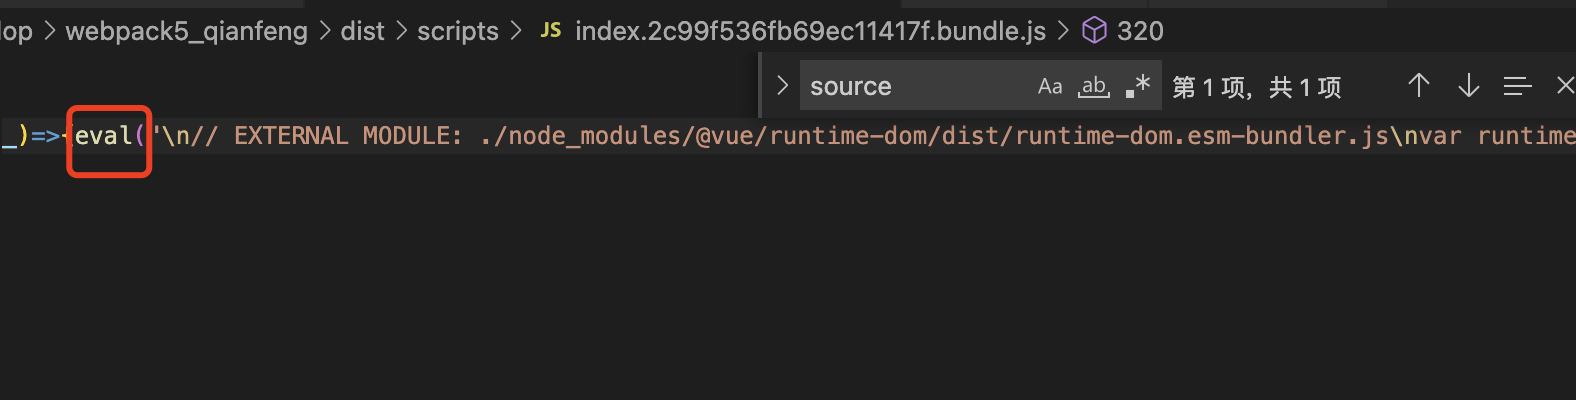 lop > webpack5_qianfeng > dist > scripts > JS index.2c99f536fb69ec11417f.bundle.js > 320
> source Aa ab .* 第 1 项，共 1 项
_)=>{eval('\n// EXTERNAL MODULE: ./node_modules/@vue/runtime-dom/dist/runtime-dom.esm-bundler.js\nvar runtime